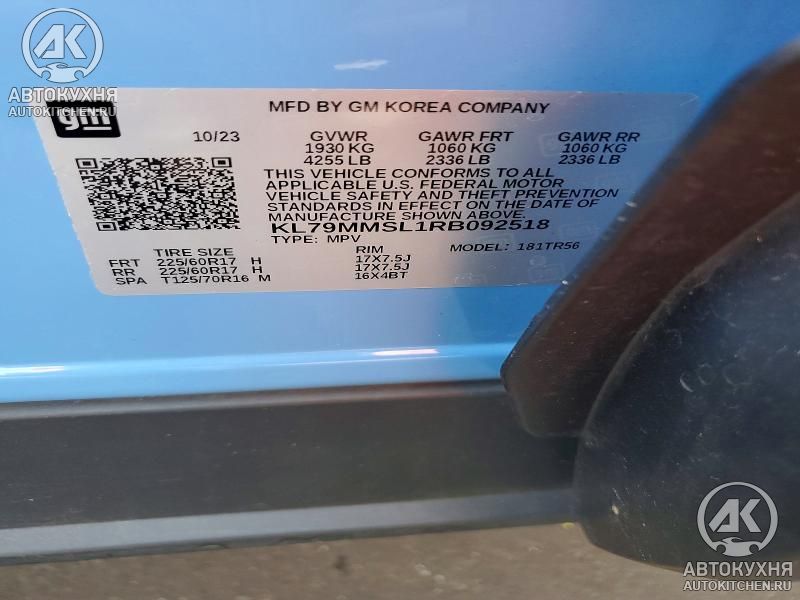 AK
АВТОКУХНЯ
AUTOKITCHEN.RU
gm
MFD BY GM KOREA COMPANY
10/23 GVWR GAWR FRT GAWR RR
1930 KG 1060 KG 1060 KG
4255 LB 2336 LB 2336 LB
THIS VEHICLE CONFORMS TO ALL
APPLICABLE U.S. FEDERAL MOTOR
VEHICLE SAFETY AND THEFT PREVENTION
STANDARDS IN EFFECT ON THE DATE OF
MANUFACTURE SHOWN ABOVE.
KL79MMSL1RB092518
TYPE: MPV MODEL: 181TR56
TIRE SIZE RIM
FRT 225/60R17 H 17X7.5J
RR 225/60R17 H 17X7.5J
SPA T125/70R16 M 16X4BT
AK
АВТОКУХНЯ
AUTOKITCHEN.RU